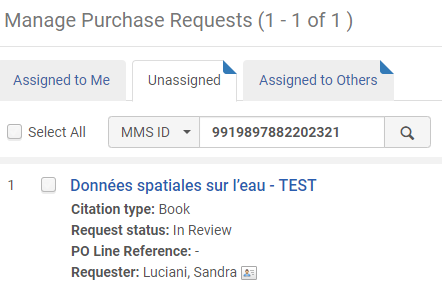 Manage Purchase Requests (1 - 1 of 1 )
Assigned to Me Unassigned Assigned to Others
Select All MMS ID 9919897882202321
1 Données spatiales sur l'eau - TEST
Citation type: Book
Request status: In Review
PO Line Reference: -
Requester: Luciani, Sandra